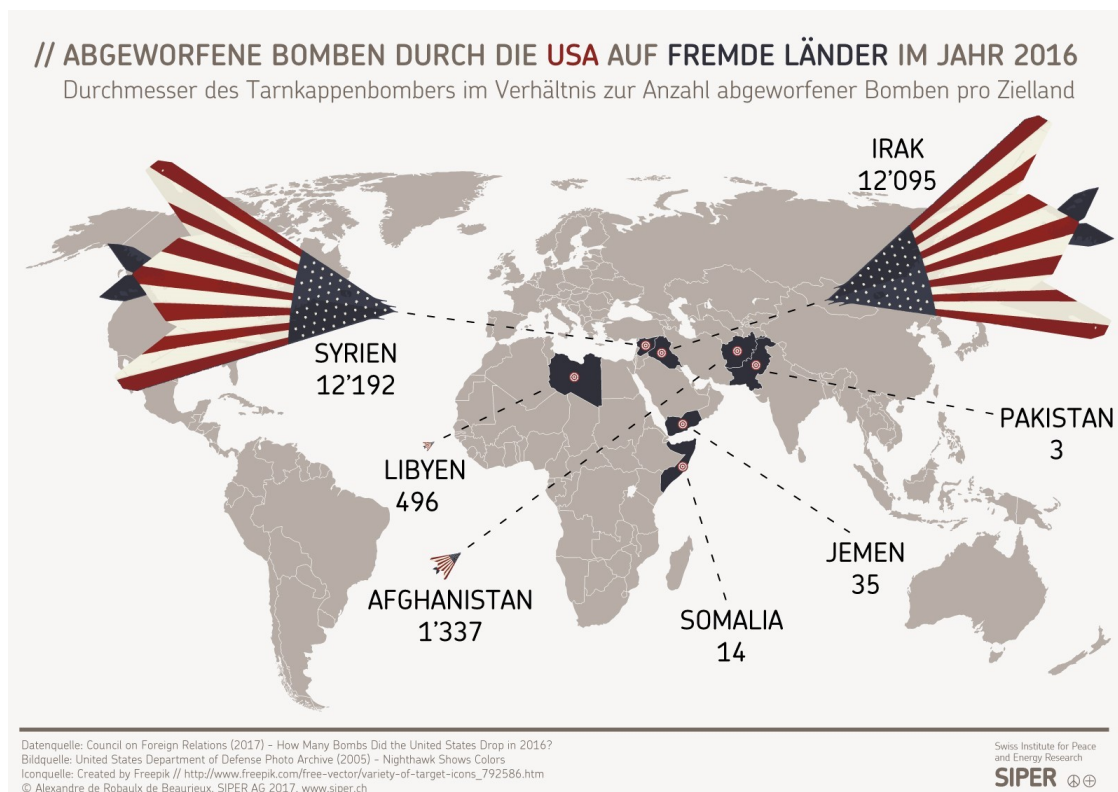 // ABGEWORFENE BOMBEN DURCH DIE USA AUF FREMDE LÄNDER IM JAHR 2016
Durchmesser des Tarnkappenbombers im Verhältnis zur Anzahl abgeworfener Bomben pro Zielland
IRAK
12'095
SYRIEN
12'192
PAKISTAN
3
LIBYEN
496
JEMEN
35
AFGHANISTAN
1'337
SOMALIA
14
Datenquelle: Council on Foreign Relations (2017) - How Many Bombs Did the United States Drop in 2016?
Bildquelle: United States Department of Defense Photo Archive (2005) - Nighthawk Shows Colors
Iconquelle: Created by Freepik // http://www.freepik.com/free-vector/variety-of-target-icons_792586.htm
© Alexandre de Robaulx de Beaurieux, SIPER AG 2017, www.siper.ch
Swiss Institute for Peace
and Energy Research
SIPER